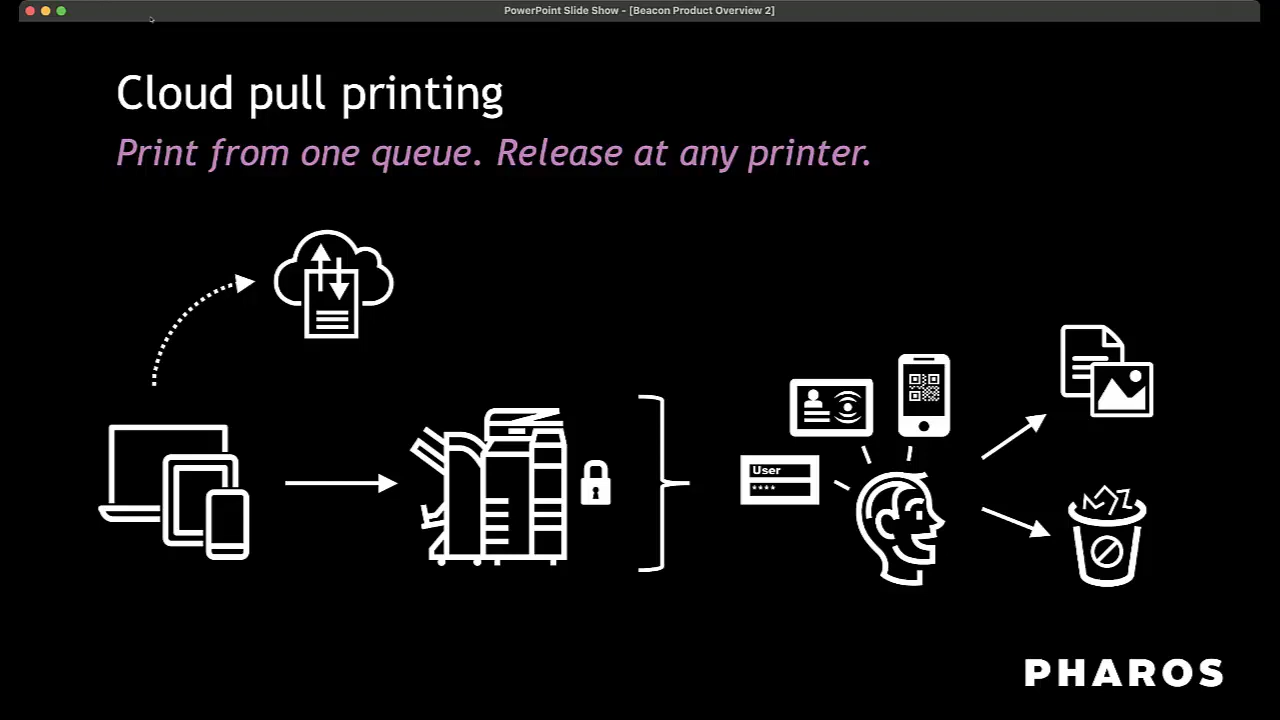 PowerPoint Slide Show - [Beacon Product Overview 2]
Cloud pull printing
Print from one queue. Release at any printer.
User
****
PHAROS